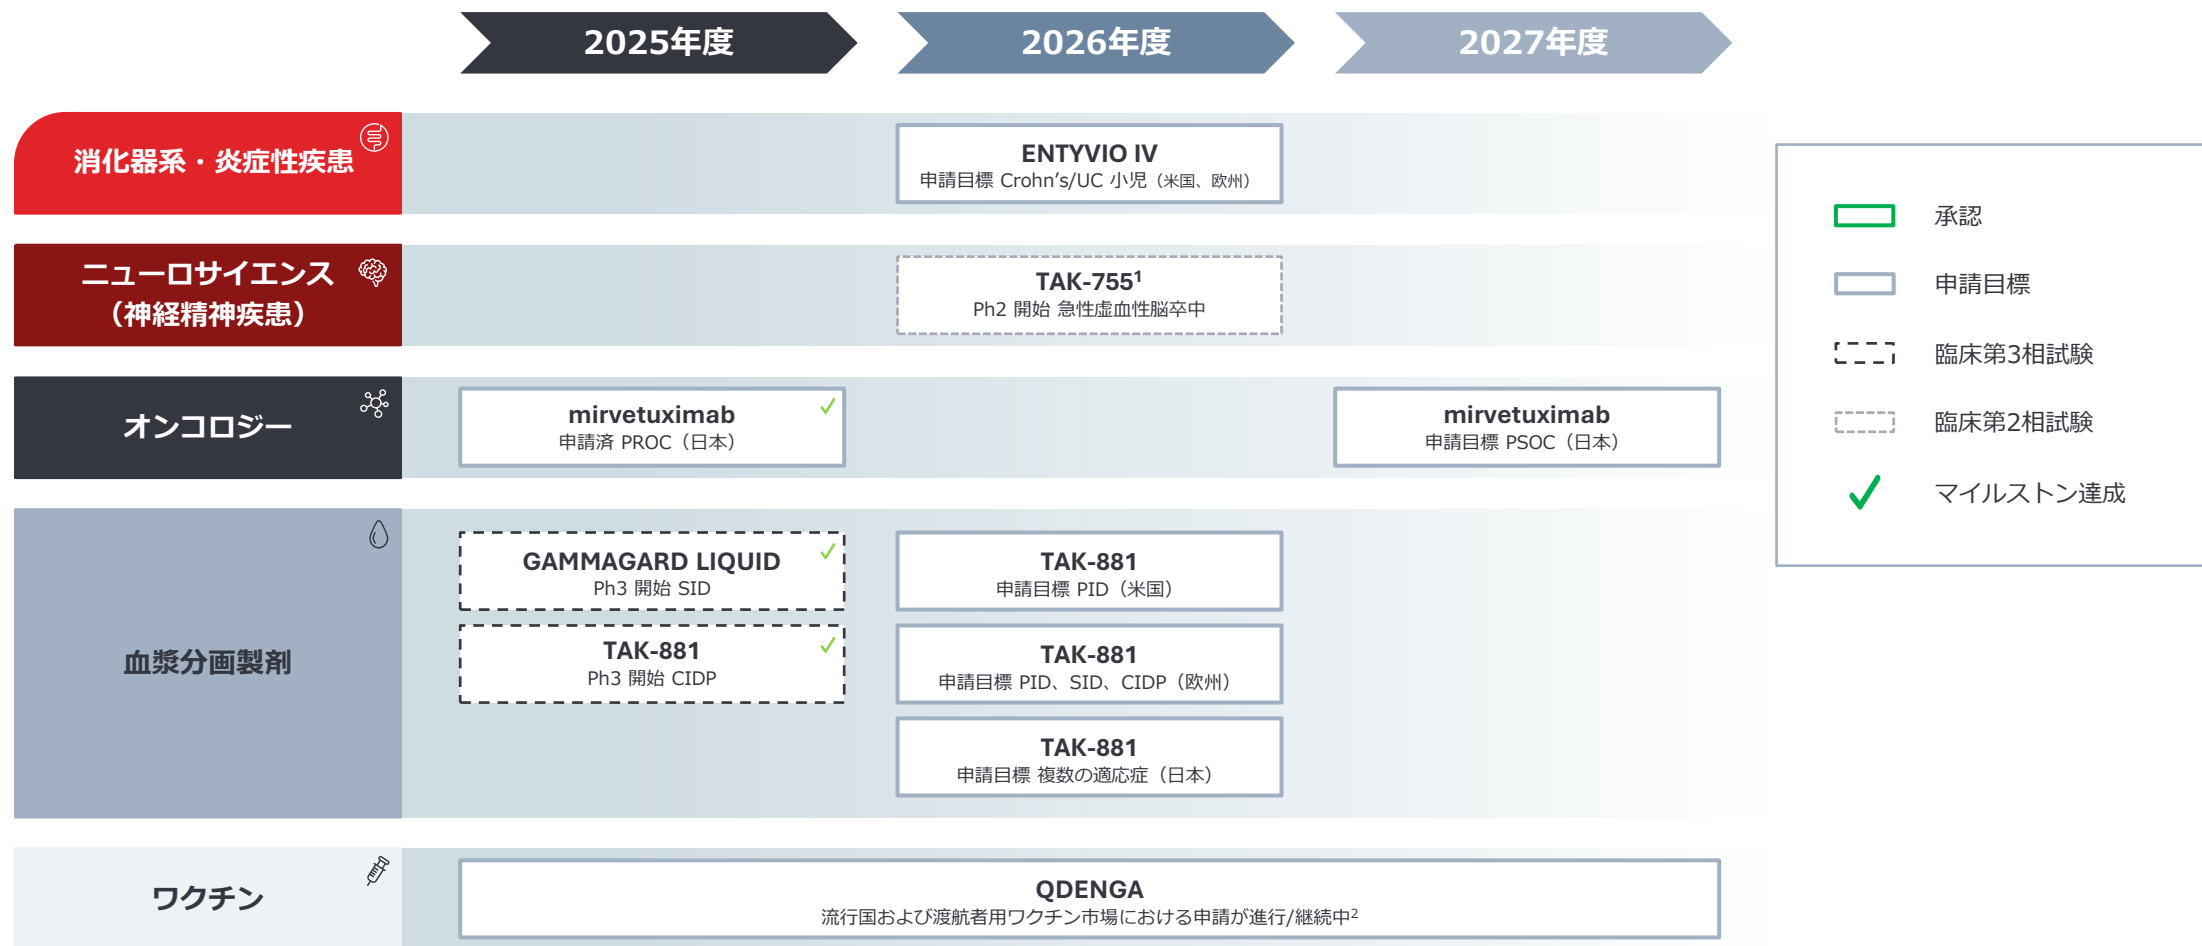 2025年度
2026年度
2027年度
消化器系・炎症性疾患
ENTYVIO IV
申請目標 Crohn's/UC 小児（米国、欧州）
ニューロサイエンス
（神経精神疾患）
TAK-755¹
Ph2 開始 急性虚血性脳卒中
オンコロジー
mirvetuximab
申請済 PROC（日本）
mirvetuximab
申請目標 PSOC（日本）
血漿分画製剤
GAMMAGARD LIQUID
Ph3 開始 SID
TAK-881
Ph3 開始 CIDP
TAK-881
申請目標 PID（米国）
TAK-881
申請目標 PID、SID、CIDP（欧州）
TAK-881
申請目標 複数の適応症（日本）
ワクチン
QDENGA
流行国および渡航者用ワクチン市場における申請が進行/継続中²
承認
申請目標
臨床第3相試験
臨床第2相試験
マイルストン達成